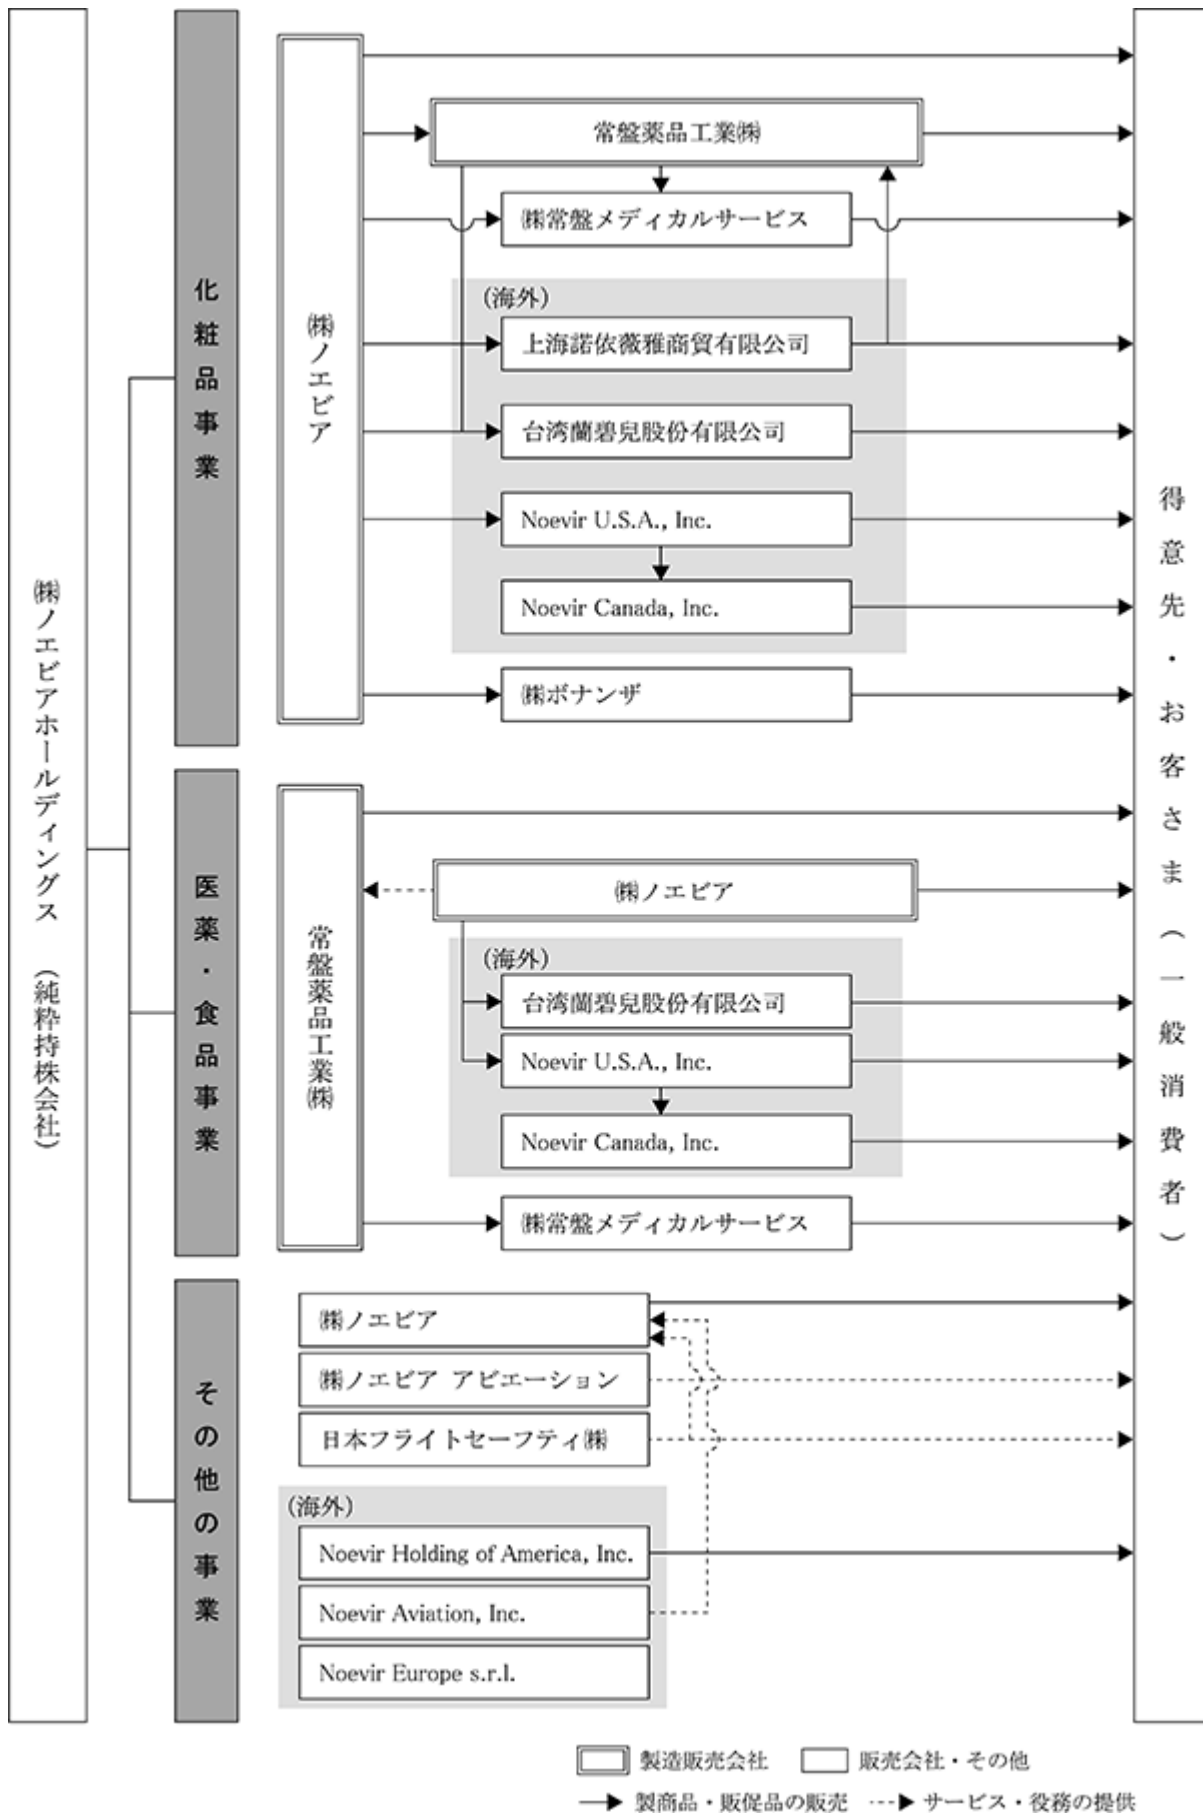 ㈱ノエビアホールディングス (純粋持株会社)
化粧品事業
㈱ノエビア
常盤薬品工業㈱
㈱常盤メディカルサービス
(海外)
上海諾依薇雅商貿有限公司
台湾蘭碧兒股份有限公司
Noevir U.S.A., Inc.
Noevir Canada, Inc.
㈱ボナンザ
医薬・食品事業
常盤薬品工業㈱
㈱ノエビア
(海外)
台湾蘭碧兒股份有限公司
Noevir U.S.A., Inc.
Noevir Canada, Inc.
㈱常盤メディカルサービス
その他の事業
㈱ノエビア
㈱ノエビア アビエーション
日本フライトセーフティ㈱
(海外)
Noevir Holding of America, Inc.
Noevir Aviation, Inc.
Noevir Europe s.r.l.
得意先・お客さま(一般消費者)
製造販売会社 販売会社・その他
製商品・販促品の販売 サービス・役務の提供